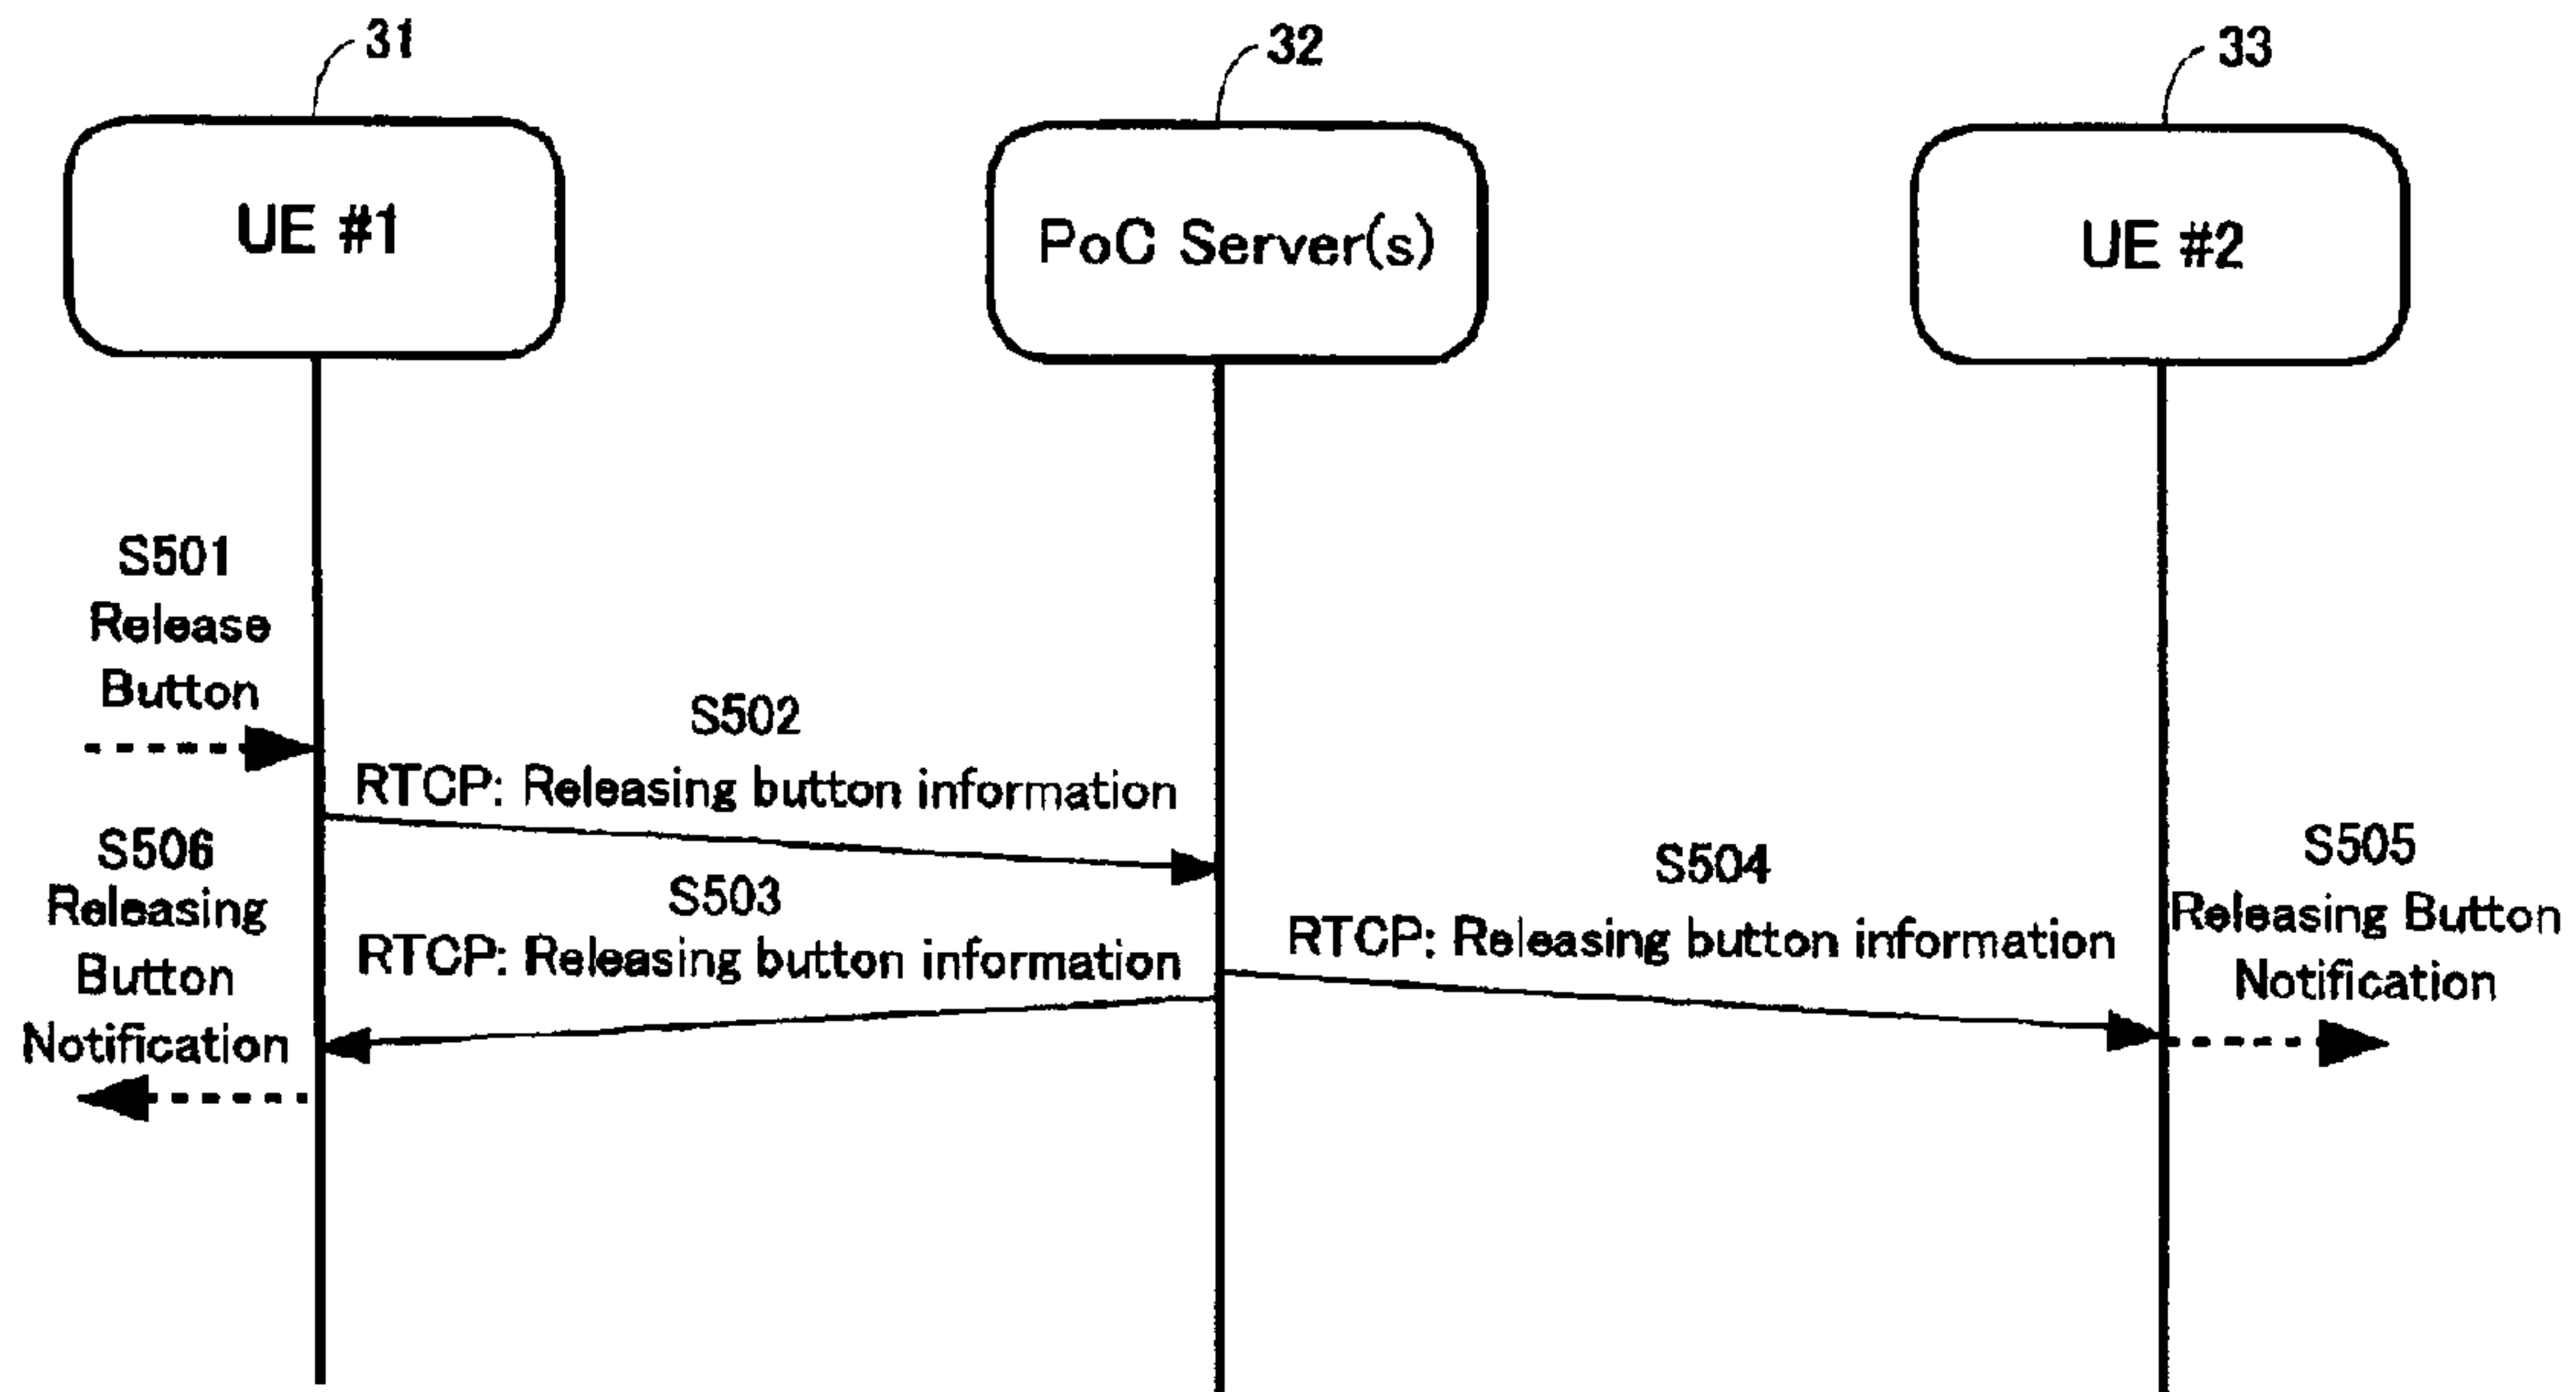 31
32
33
UE #1
PoC Server(s)
UE #2
S501
Release
Button
S502
RTCP: Releasing button information
S506
Releasing
Button
Notification
S503
RTCP: Releasing button information
S504
RTCP: Releasing button information
S505
Releasing Button
Notification